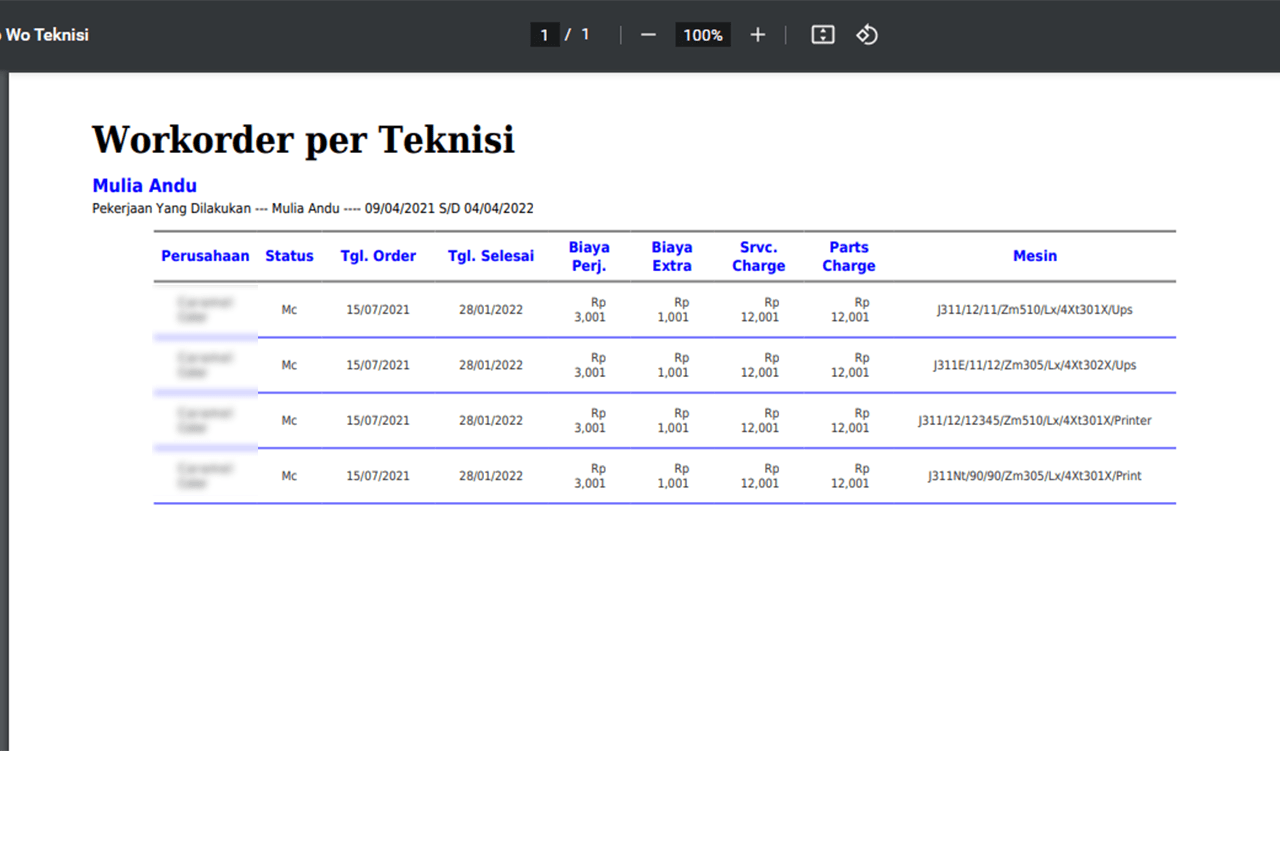 Wo Teknisi
1 / 1
100%
Workorder per Teknisi
Mulia Andu
Pekerjaan Yang Dilakukan --- Mulia Andu ---- 09/04/2021 S/D 04/04/2022
Perusahaan Status Tgl. Order Tgl. Selesai Biaya Perj. Biaya Extra Srvc. Charge Parts Charge Mesin
Mc 15/07/2021 28/01/2022 Rp 3,001 Rp 1,001 Rp 12,001 Rp 12,001 J311/12/11/Zm510/Lx/4Xt301X/Ups
Mc 15/07/2021 28/01/2022 Rp 3,001 Rp 1,001 Rp 12,001 Rp 12,001 J311E/11/12/Zm305/Lx/4Xt302X/Ups
Mc 15/07/2021 28/01/2022 Rp 3,001 Rp 1,001 Rp 12,001 Rp 12,001 J311/12/12345/Zm510/Lx/4Xt301X/Printer
Mc 15/07/2021 28/01/2022 Rp 3,001 Rp 1,001 Rp 12,001 Rp 12,001 J311Nt/90/90/Zm305/Lx/4Xt301X/Print